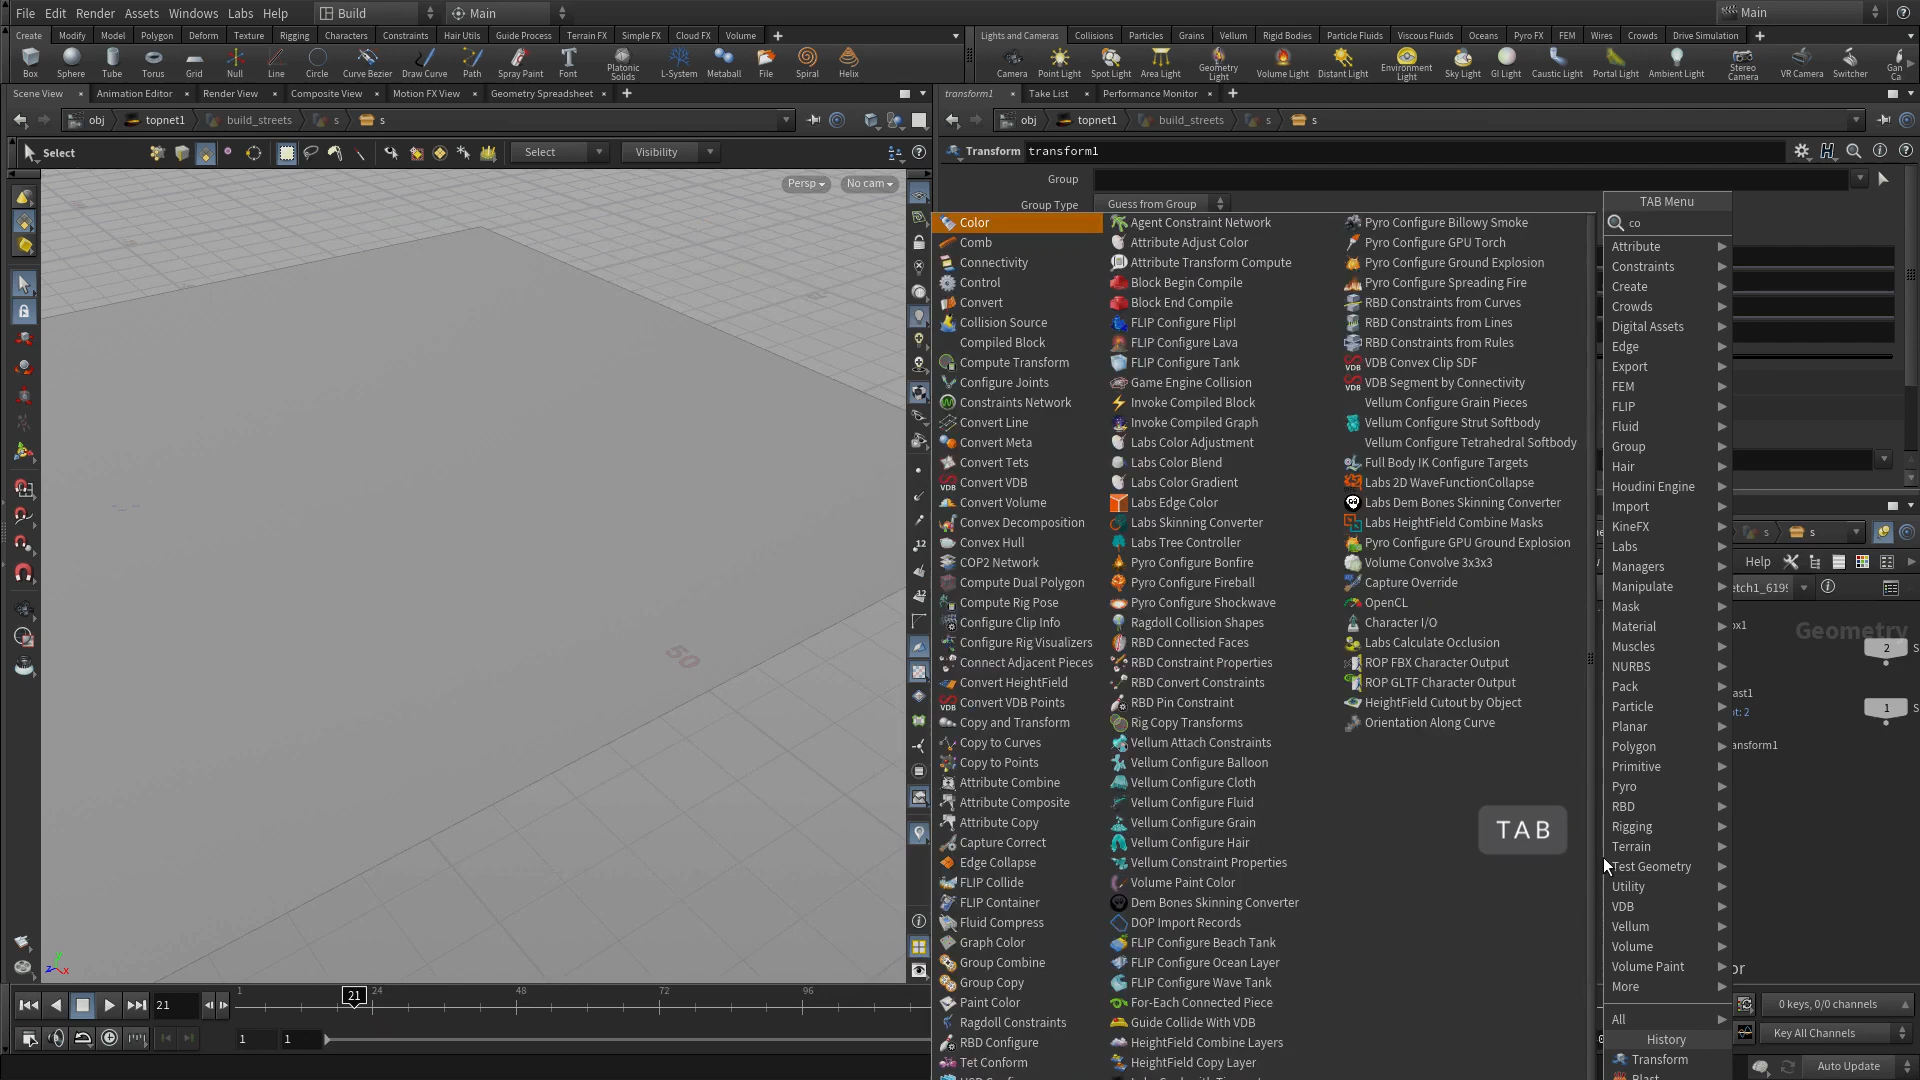 File Edit Render Assets Windows Labs Help Build Main Main
Create Modify Model Polygon Deform Texture Rigging Characters Constraints Hair Utils Guide Process Terrain FX Simple FX Cloud FX Volume
Lights and Cameras Collisions Particles Grains Vellum Rigid Bodies Particle Fluids Viscous Fluids Oceans Pyro FX FEM Wires Crowds Drive Simulation
Box Sphere Tube Torus Grid Null Line Circle Curve Bezier Draw Curve Path Spray Paint Font Platonic Solids L-System Metaball File Spiral Helix
Camera Point Light Spot Light Area Light Geometry Light Volume Light Distant Light Environment Light Sky Light GI Light Caustic Light Portal Light Ambient Light Stereo Camera VR Camera Switcher Gan Ca
Scene View Animation Editor Render View Composite View Motion FX View Geometry Spreadsheet
transform1 Take List Performance Monitor
obj topnet1 build_streets s s
obj topnet1 build_streets s s
Select Select Visibility
Transform transform1
Persp No cam
Group
Group Type Guess from Group
TAB Menu
co
Color
Comb
Connectivity
Control
Convert
Collision Source
Compiled Block
Compute Transform
Configure Joints
Constraints Network
Convert Line
Convert Meta
Convert Tets
Convert VDB
Convert Volume
Convex Decomposition
Convex Hull
COP2 Network
Compute Dual Polygon
Compute Rig Pose
Configure Clip Info
Configure Rig Visualizers
Connect Adjacent Pieces
Convert HeightField
Convert VDB Points
Copy and Transform
Copy to Curves
Copy to Points
Attribute Combine
Attribute Composite
Attribute Copy
Capture Correct
Edge Collapse
FLIP Collide
FLIP Container
Fluid Compress
Graph Color
Group Combine
Group Copy
Paint Color
Ragdoll Constraints
RBD Configure
Tet Conform
Agent Constraint Network
Attribute Adjust Color
Attribute Transform Compute
Block Begin Compile
Block End Compile
FLIP Configure Flip!
FLIP Configure Lava
FLIP Configure Tank
Game Engine Collision
Invoke Compiled Block
Invoke Compiled Graph
Labs Color Adjustment
Labs Color Blend
Labs Color Gradient
Labs Edge Color
Labs Skinning Converter
Labs Tree Controller
Pyro Configure Bonfire
Pyro Configure Fireball
Pyro Configure Shockwave
Ragdoll Collision Shapes
RBD Connected Faces
RBD Constraint Properties
RBD Convert Constraints
RBD Pin Constraint
Rig Copy Transforms
Vellum Attach Constraints
Vellum Configure Balloon
Vellum Configure Cloth
Vellum Configure Fluid
Vellum Configure Grain
Vellum Configure Hair
Vellum Constraint Properties
Volume Paint Color
Dem Bones Skinning Converter
DOP Import Records
FLIP Configure Beach Tank
FLIP Configure Ocean Layer
FLIP Configure Wave Tank
For-Each Connected Piece
Guide Collide With VDB
HeightField Combine Layers
HeightField Copy Layer
Pyro Configure Billowy Smoke
Pyro Configure GPU Torch
Pyro Configure Ground Explosion
Pyro Configure Spreading Fire
RBD Constraints from Curves
RBD Constraints from Lines
RBD Constraints from Rules
VDB Convex Clip SDF
VDB Segment by Connectivity
Vellum Configure Grain Pieces
Vellum Configure Strut Softbody
Vellum Configure Tetrahedral Softbody
Full Body IK Configure Targets
Labs 2D WaveFunctionCollapse
Labs Dem Bones Skinning Converter
Labs HeightField Combine Masks
Pyro Configure GPU Ground Explosion
Volume Convolve 3x3x3
Capture Override
OpenCL
Character I/O
Labs Calculate Occlusion
ROP FBX Character Output
ROP GLTF Character Output
HeightField Cutout by Object
Orientation Along Curve
TAB
Attribute
Constraints
Create
Crowds
Digital Assets
Edge
Export
FEM
FLIP
Fluid
Group
Hair
Houdini Engine
Import
KineFX
Labs
Managers
Manipulate
Mask
Material
Muscles
NURBS
Pack
Particle
Planar
Polygon
Primitive
Pyro
RBD
Rigging
Terrain
Test Geometry
Utility
VDB
Vellum
Volume
Volume Paint
More
All
History
Transform
s s
Help
etch1_619
ox1
Geometry
2 S
ast1
t: 2
1 S
ansform1
or
50
z x
12
12
21 1 21 24 48 72 96
1 1
0 keys, 0/0 channels
Key All Channels
Auto Update